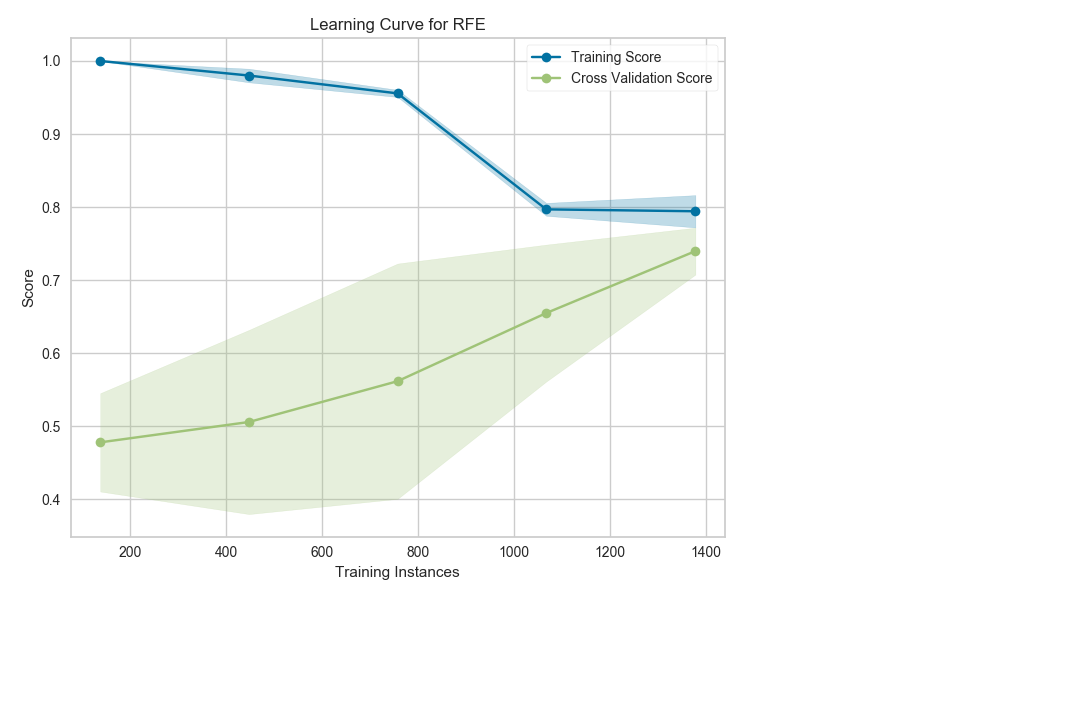 Learning Curve for RFE
Training Score
Cross Validation Score
1.0
0.9
0.8
0.7
0.6
0.5
0.4
Score
200 400 600 800 1000 1200 1400
Training Instances